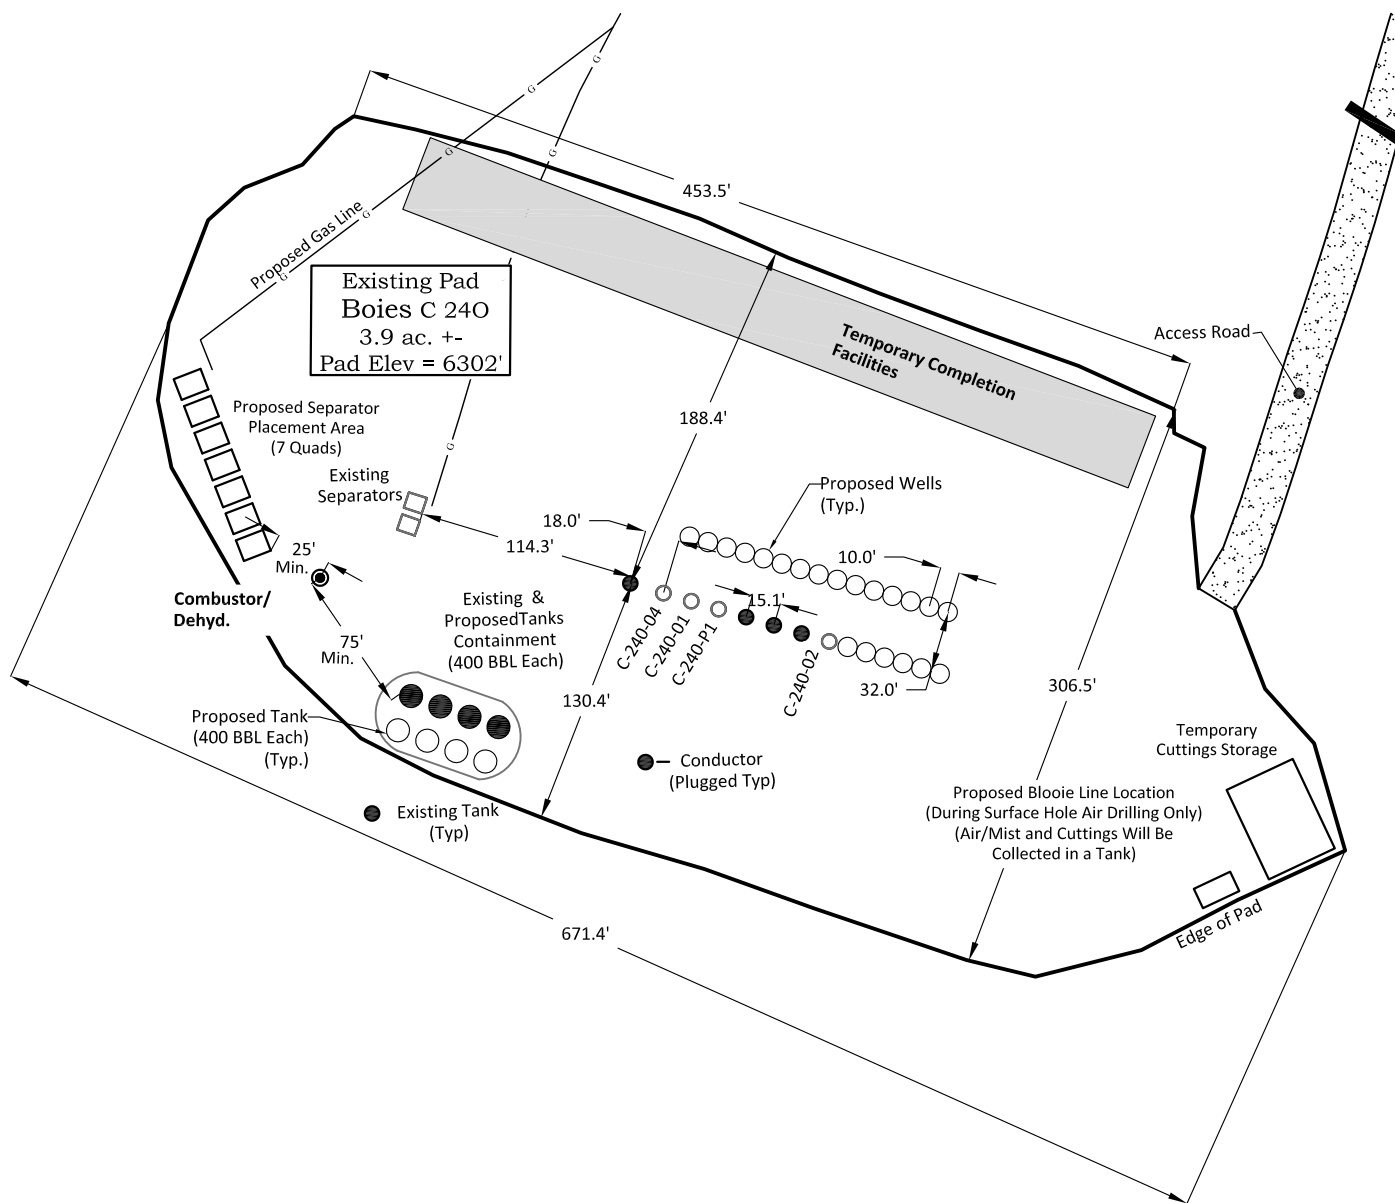 G
G
G
453.5'
G
Proposed Gas Line
G
G
Existing Pad
Boies C 24O
3.9 ac. +-
Pad Elev = 6302'
Temporary Completion
Facilities
Access Road
Proposed Separator
Placement Area
(7 Quads)
188.4'
G
Existing
Separators
Proposed Wells
(Typ.)
18.0'
114.3'
10.0'
25'
Min.
Combustor/
Dehyd.
Existing &
ProposedTanks
Containment
(400 BBL Each)
15.1'
C-240-04
C-240-01
C-240-P1
C-240-02
75'
Min.
32.0'
306.5'
130.4'
Proposed Tank
(400 BBL Each)
(Typ.)
Temporary
Cuttings Storage
Conductor
(Plugged Typ)
Proposed Blooie Line Location
(During Surface Hole Air Drilling Only)
(Air/Mist and Cuttings Will Be
Collected in a Tank)
Existing Tank
(Typ)
Edge of Pad
671.4'